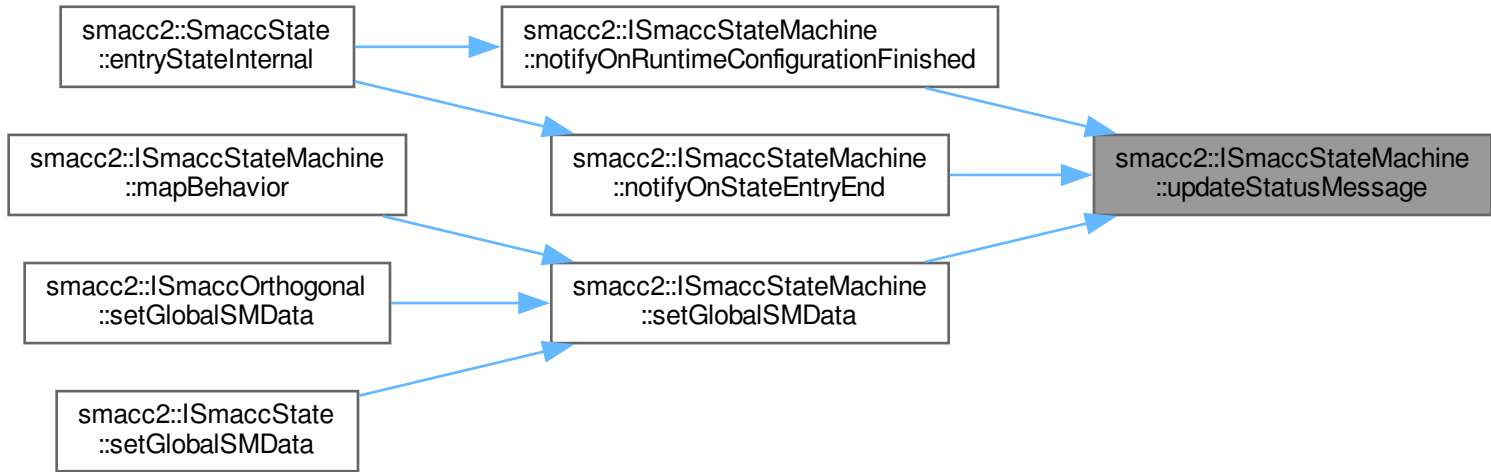 smacc2::SmaccState
::entryStateInternal
smacc2::ISmaccStateMachine
::notifyOnRuntimeConfigurationFinished
smacc2::ISmaccStateMachine
::mapBehavior
smacc2::ISmaccStateMachine
::notifyOnStateEntryEnd
smacc2::ISmaccStateMachine
::updateStatusMessage
smacc2::ISmaccOrthogonal
::setGlobalSMData
smacc2::ISmaccStateMachine
::setGlobalSMData
smacc2::ISmaccState
::setGlobalSMData